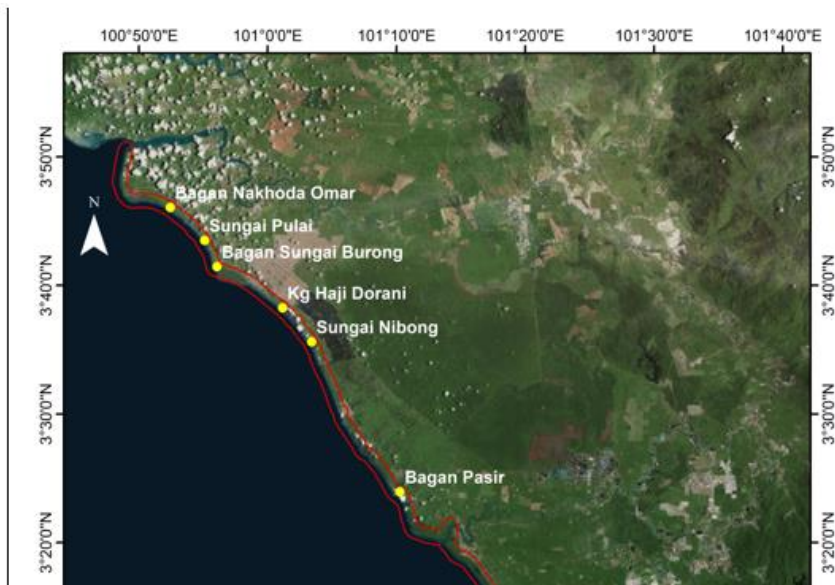 100°50'0"E 101°0'0"E 101°10'0"E 101°20'0"E 101°30'0"E 101°40'0"E
3°50'0"N 3°50'0"N
Bagan Nakhoda Omar
N
Sungai Pulai
Bagan Sungai Burong
3°40'0"N 3°40'0"N
Kg Haji Dorani
Sungai Nibong
3°30'0"N 3°30'0"N
Bagan Pasir
3°20'0"N 3°20'0"N